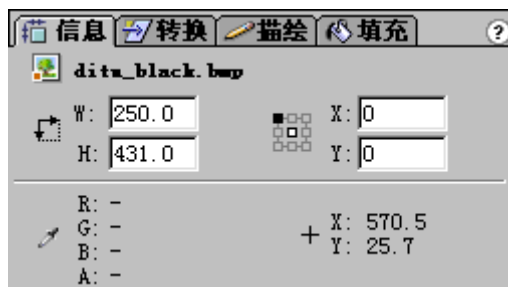 信息 转换 描绘 填充 ?
ditu_black.bmp
W: 250.0 X: 0
H: 431.0 Y: 0
R: -
G: - X: 570.5
B: - Y: 25.7
A: -